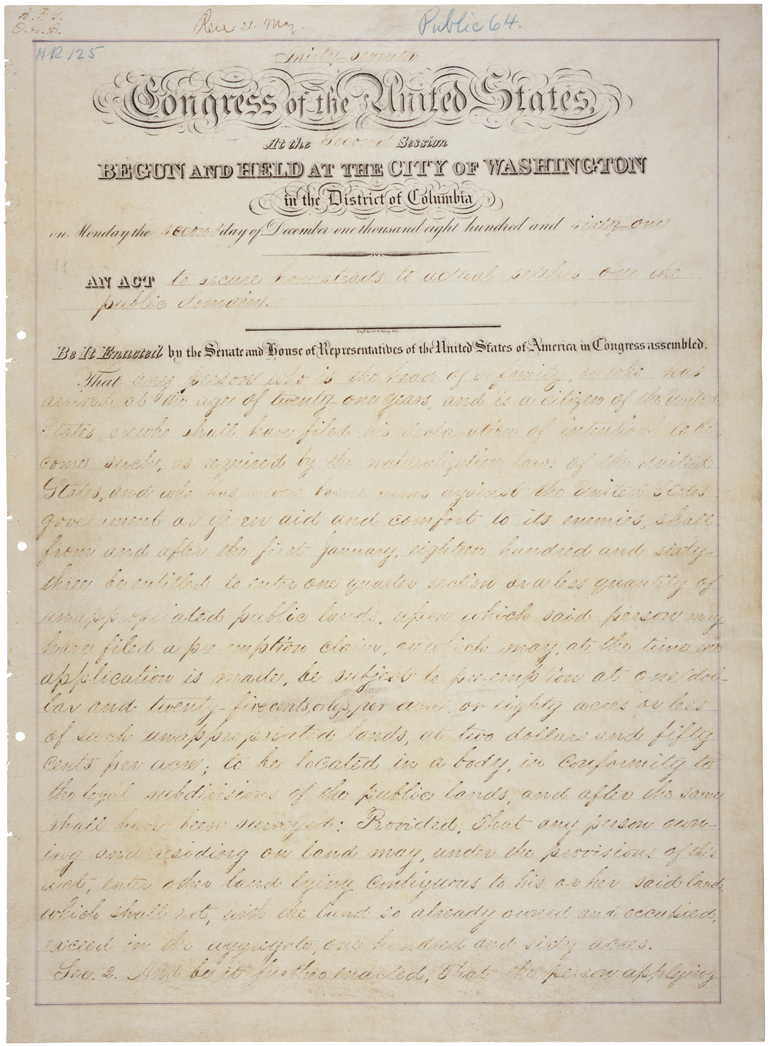 Public 64.
HR 125
Thirty-seventh
Congress of the United States,
At the Second Session
BEGUN AND HELD AT THE CITY OF WASHINGTON
in the District of Columbia
on Monday the second day of December one thousand eight hundred and sixty-one
AN ACT to secure homesteads to actual settlers on the
public domain.
Be It Enacted by the Senate and House of Representatives of the United States of America in Congress assembled.
That any person who is the head of a family, or who has
arrived at the age of twenty-one years, and is a citizen of the United
States, or who shall have filed his declaration of intention to be-
come such, as required by the naturalization laws of the United
States, and who has never borne arms against the United States
government or given aid and comfort to its enemies, shall
from and after the first January, eighteen hundred and sixty-
three be entitled to enter one quarter section or a less quantity of
unappropriated public lands, upon which said person may
have filed a preemption claim, or which may, at the time
application is made, be subject to preemption at one dol-
lar and twenty-five cents, or less, per acre, or eighty acres or less
of such unappropriated lands, at two dollars and fifty
cents per acre; to be located in a body, in conformity to
the legal subdivisions of the public lands, and after the same
shall have been surveyed: Provided, That any person own-
ing and residing on land may, under the provisions of this
act, enter other land lying contiguous to his or her said land,
which shall not, with the land so already owned and occupied,
exceed in the aggregate one hundred and sixty acres.
Sec. 2. And be it further enacted, That the person applying